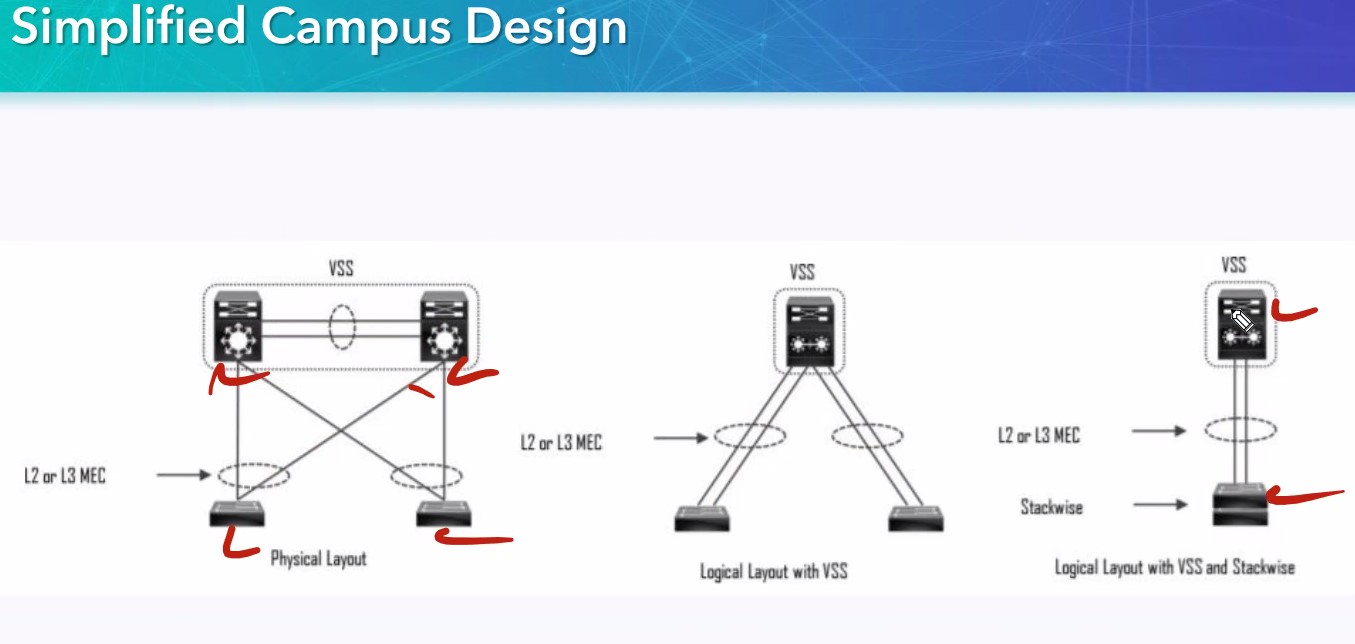 Simplified Campus Design
VSS
L2 or L3 MEC
Physical Layout
VSS
L2 or L3 MEC
Logical Layout with VSS
VSS
L2 or L3 MEC
Stackwise
Logical Layout with VSS and Stackwise